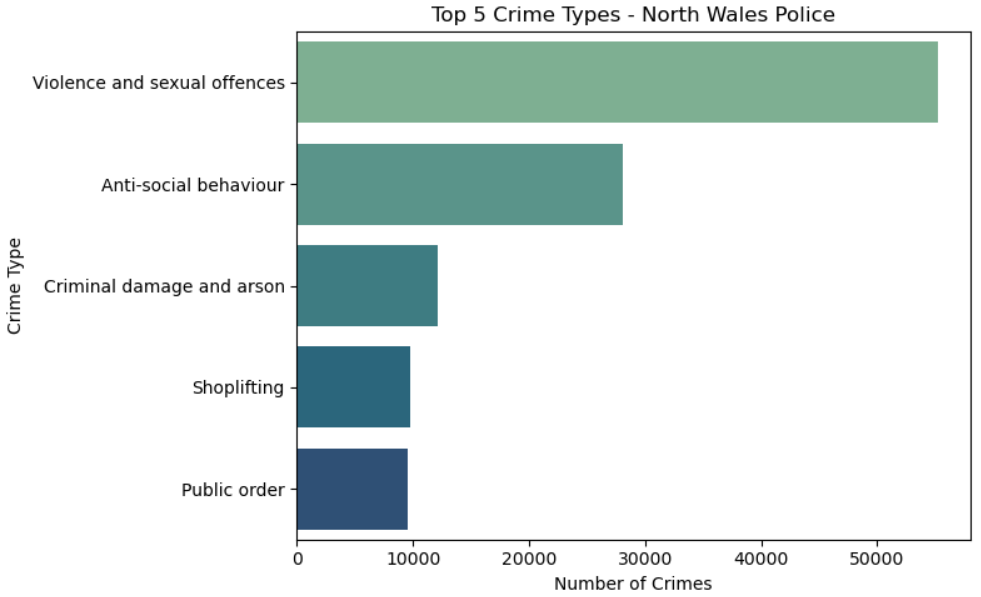 Top 5 Crime Types - North Wales Police
Crime Type
Violence and sexual offences
Anti-social behaviour
Criminal damage and arson
Shoplifting
Public order
0 10000 20000 30000 40000 50000
Number of Crimes